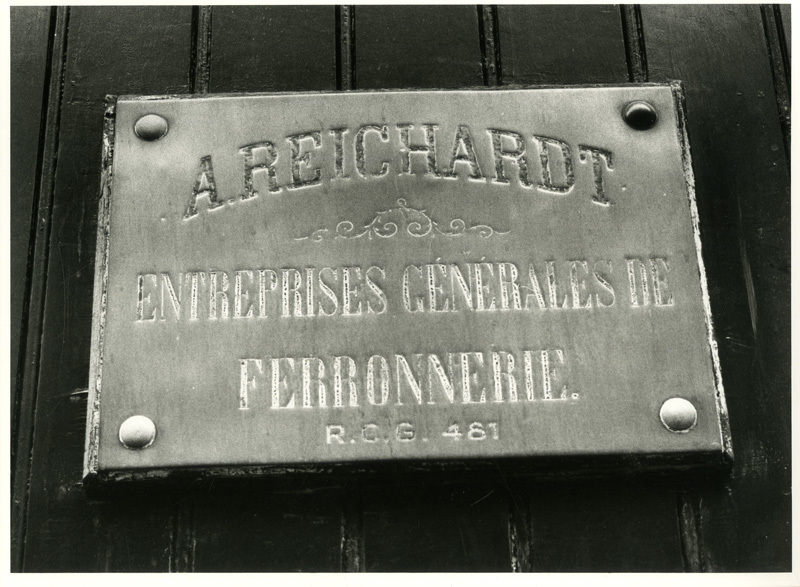 A. REICHARDT
ENTREPRISES GÉNÉRALES DE
FERRONNERIE.
R.C.G. 481